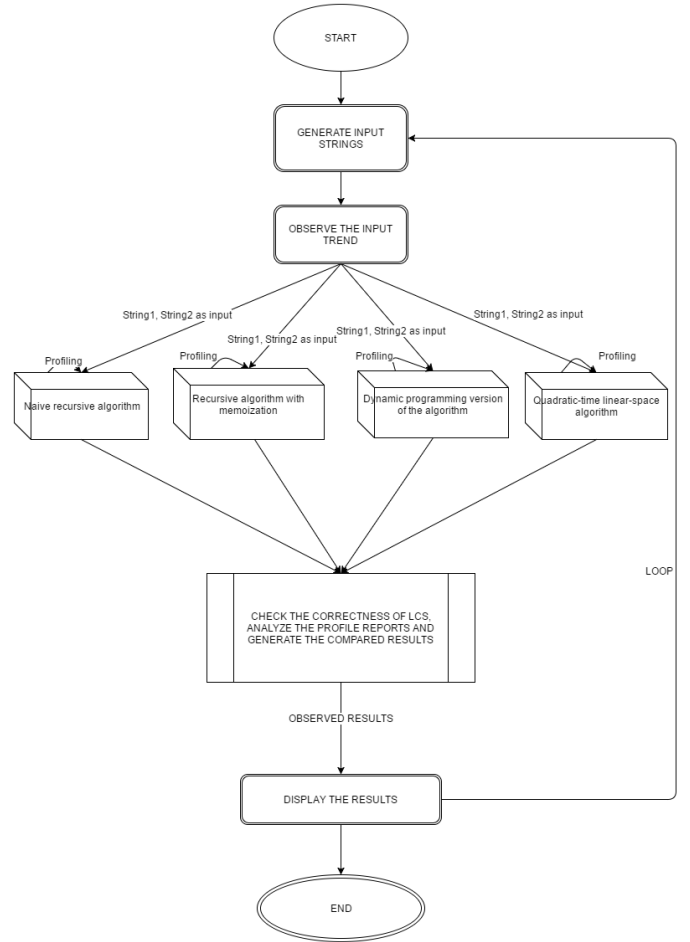 START
GENERATE INPUT
STRINGS
OBSERVE THE INPUT
TREND
String1, String2 as input
String1, String2 as input
String1, String2 as input
String1, String2 as input
Profiling
Naive recursive algorithm
Profiling
Recursive algorithm with
memoization
Profiling
Dynamic programming version
of the algorithm
Profiling
Quadratic-time linear-space
algorithm
LOOP
CHECK THE CORRECTNESS OF LCS,
ANALYZE THE PROFILE REPORTS AND
GENERATE THE COMPARED RESULTS
OBSERVED RESULTS
DISPLAY THE RESULTS
END